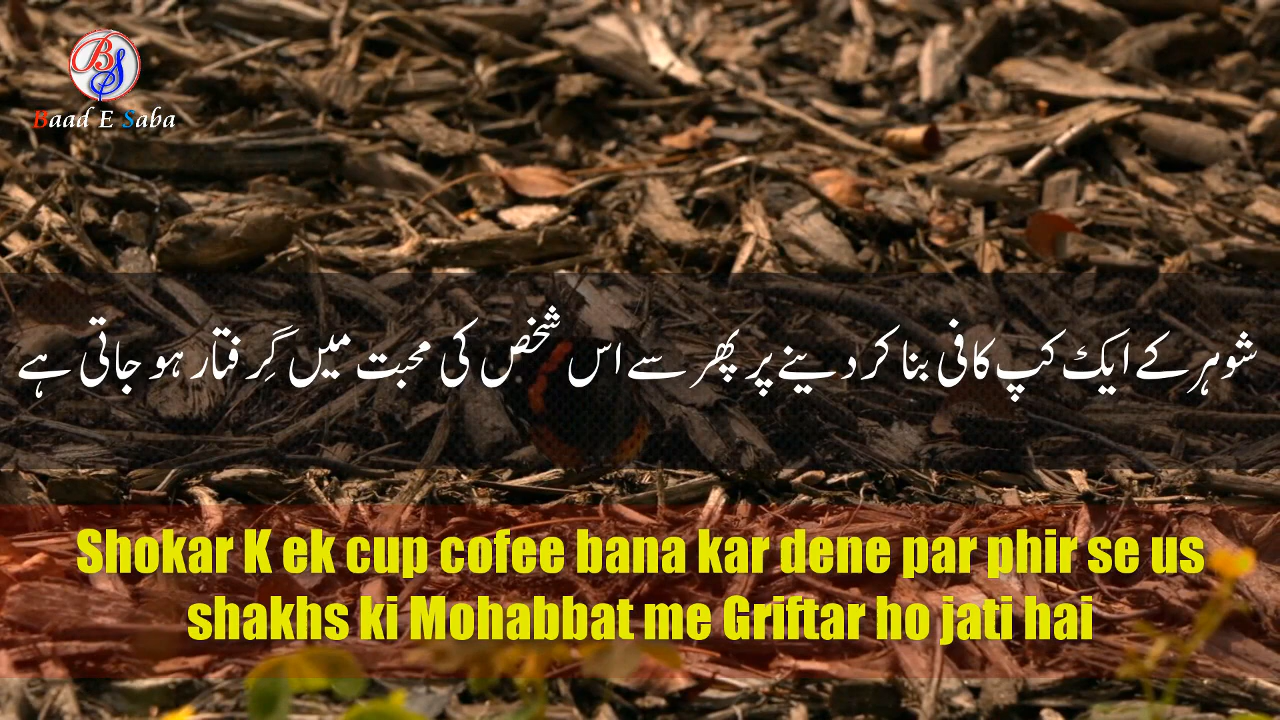 BS
Baad E Saba
شوہر کے ایک کپ کافی بنا کر دینے پر پھر سے اس شخص کی محبت میں گِرفتار ہو جاتی ہے
Shokar K ek cup cofee bana kar dene par phir se us
shakhs ki Mohabbat me Griftar ho jati hai